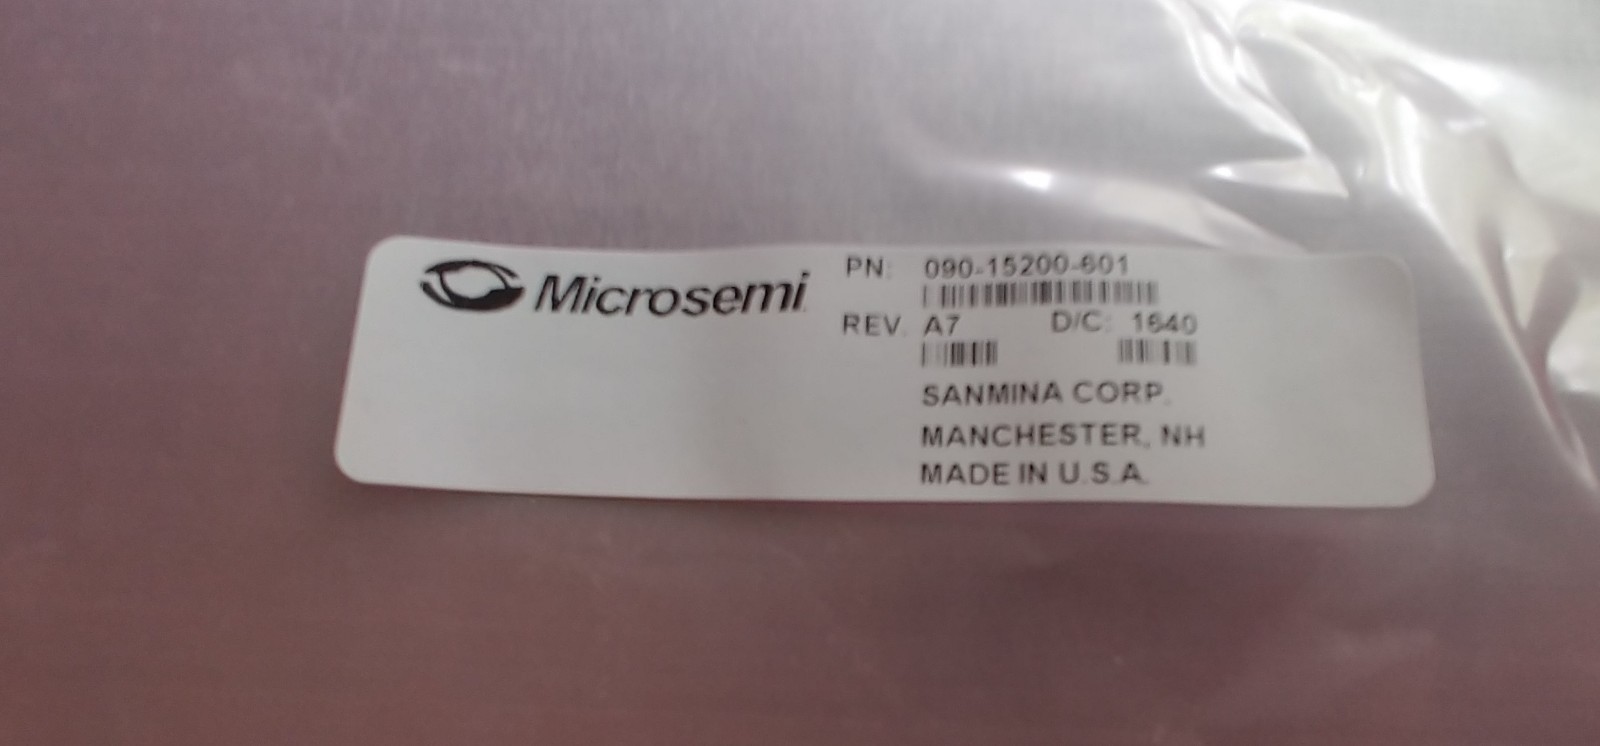 Microsemi
PN: 090-15200-601
REV. A7 D/C: 1640
SANMINA CORP.
MANCHESTER, NH
MADE IN U.S.A.